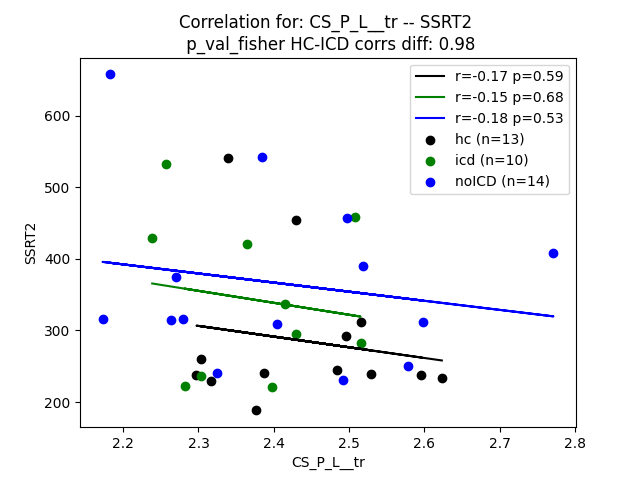 Correlation for: CS_P_L__tr -- SSRT2
p_val_fisher HC-ICD corrs diff: 0.98
r=-0.17 p=0.59
r=-0.15 p=0.68
r=-0.18 p=0.53
hc (n=13)
icd (n=10)
noICD (n=14)
600
500
400
300
200
SSRT2
2.2 2.3 2.4 2.5 2.6 2.7 2.8
CS_P_L__tr